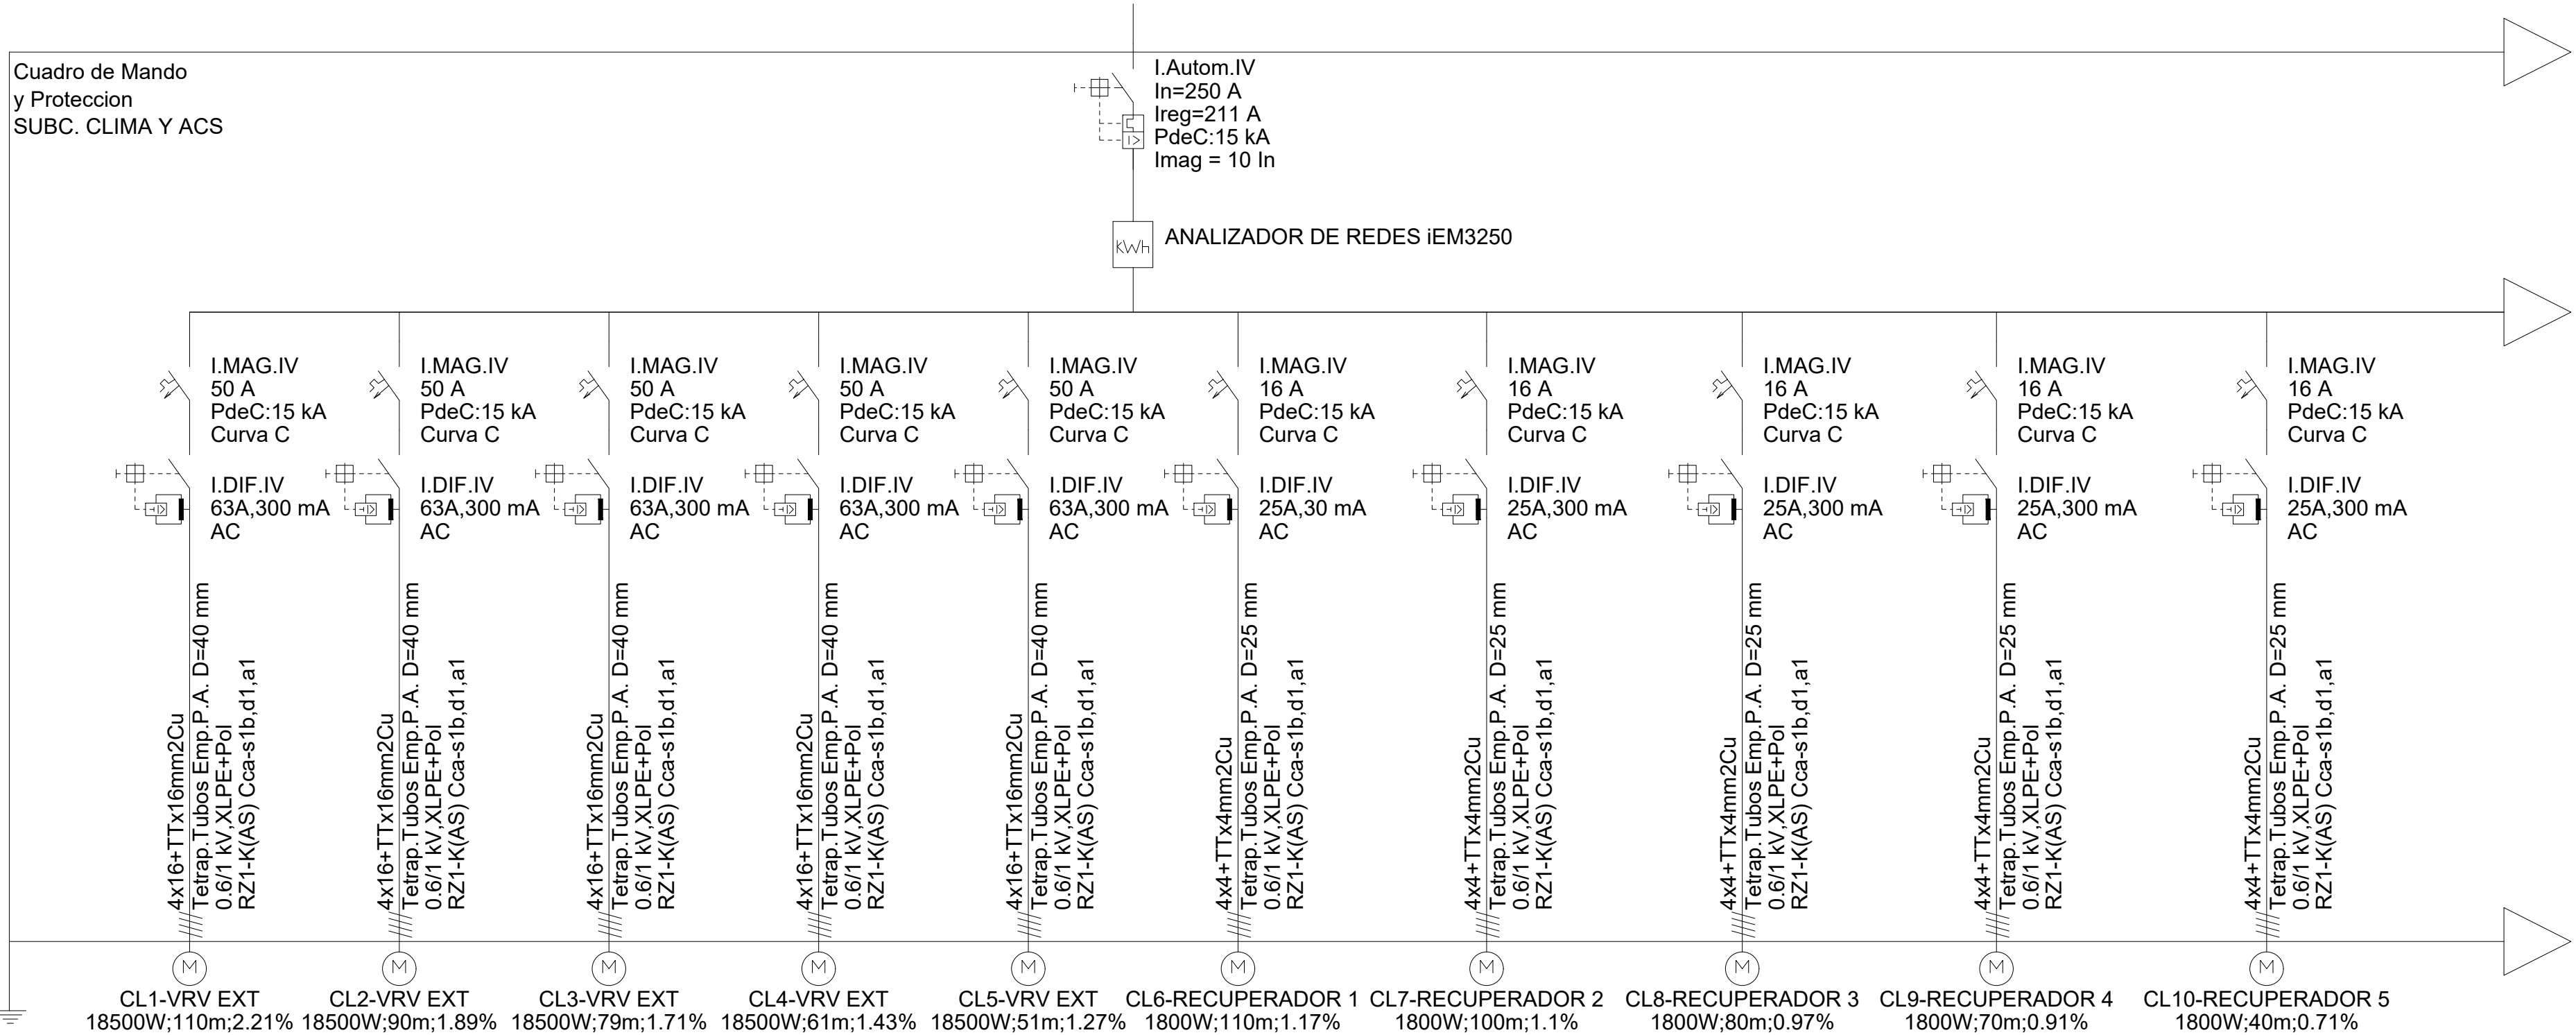 Cuadro de Mando
y Proteccion
SUBC. CLIMA Y ACS
I.Autom.IV
In=250 A
Ireg=211 A
PdeC:15 kA
Imag = 10 In
KWh
ANALIZADOR DE REDES iEM3250
I.MAG.IV
50 A
PdeC:15 kA
Curva C
I.DIF.IV
63A,300 mA
AC
4x16+TTx16mm2Cu
Tetrap.Tubos Emp.P.A. D=40 mm
0.6/1 kV,XLPE+Pol
RZ1-K(AS) Cca-s1b,d1,a1
M
CL1-VRV EXT
18500W;110m;2.21%
I.MAG.IV
50 A
PdeC:15 kA
Curva C
I.DIF.IV
63A,300 mA
AC
4x16+TTx16mm2Cu
Tetrap.Tubos Emp.P.A. D=40 mm
0.6/1 kV,XLPE+Pol
RZ1-K(AS) Cca-s1b,d1,a1
M
CL2-VRV EXT
18500W;90m;1.89%
I.MAG.IV
50 A
PdeC:15 kA
Curva C
I.DIF.IV
63A,300 mA
AC
4x16+TTx16mm2Cu
Tetrap.Tubos Emp.P.A. D=40 mm
0.6/1 kV,XLPE+Pol
RZ1-K(AS) Cca-s1b,d1,a1
M
CL3-VRV EXT
18500W;79m;1.71%
I.MAG.IV
50 A
PdeC:15 kA
Curva C
I.DIF.IV
63A,300 mA
AC
4x16+TTx16mm2Cu
Tetrap.Tubos Emp.P.A. D=40 mm
0.6/1 kV,XLPE+Pol
RZ1-K(AS) Cca-s1b,d1,a1
M
CL4-VRV EXT
18500W;61m;1.43%
I.MAG.IV
50 A
PdeC:15 kA
Curva C
I.DIF.IV
63A,300 mA
AC
4x16+TTx16mm2Cu
Tetrap.Tubos Emp.P.A. D=40 mm
0.6/1 kV,XLPE+Pol
RZ1-K(AS) Cca-s1b,d1,a1
M
CL5-VRV EXT
18500W;51m;1.27%
I.MAG.IV
16 A
PdeC:15 kA
Curva C
I.DIF.IV
25A,30 mA
AC
4x4+TTx4mm2Cu
Tetrap.Tubos Emp.P.A. D=25 mm
0.6/1 kV,XLPE+Pol
RZ1-K(AS) Cca-s1b,d1,a1
M
CL6-RECUPERADOR 1
1800W;110m;1.17%
I.MAG.IV
16 A
PdeC:15 kA
Curva C
I.DIF.IV
25A,300 mA
AC
4x4+TTx4mm2Cu
Tetrap.Tubos Emp.P.A. D=25 mm
0.6/1 kV,XLPE+Pol
RZ1-K(AS) Cca-s1b,d1,a1
M
CL7-RECUPERADOR 2
1800W;100m;1.1%
I.MAG.IV
16 A
PdeC:15 kA
Curva C
I.DIF.IV
25A,300 mA
AC
4x4+TTx4mm2Cu
Tetrap.Tubos Emp.P.A. D=25 mm
0.6/1 kV,XLPE+Pol
RZ1-K(AS) Cca-s1b,d1,a1
M
CL8-RECUPERADOR 3
1800W;80m;0.97%
I.MAG.IV
16 A
PdeC:15 kA
Curva C
I.DIF.IV
25A,300 mA
AC
4x4+TTx4mm2Cu
Tetrap.Tubos Emp.P.A. D=25 mm
0.6/1 kV,XLPE+Pol
RZ1-K(AS) Cca-s1b,d1,a1
M
CL9-RECUPERADOR 4
1800W;70m;0.91%
I.MAG.IV
16 A
PdeC:15 kA
Curva C
I.DIF.IV
25A,300 mA
AC
4x4+TTx4mm2Cu
Tetrap.Tubos Emp.P.A. D=25 mm
0.6/1 kV,XLPE+Pol
RZ1-K(AS) Cca-s1b,d1,a1
M
CL10-RECUPERADOR 5
1800W;40m;0.71%